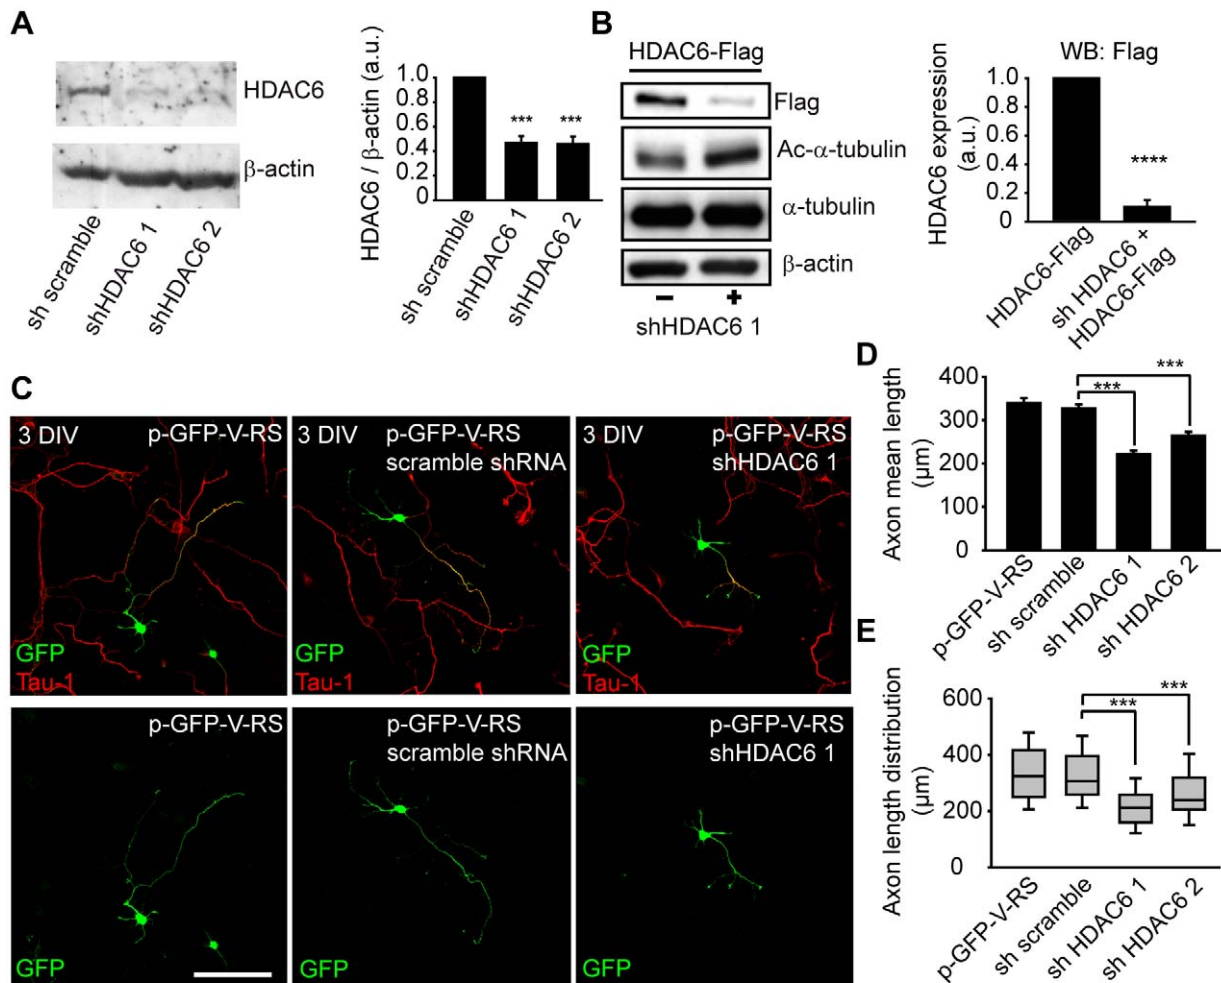 A
HDAC6
β-actin
sh scramble
shHDAC6 1
shHDAC6 2
HDAC6 / β-actin (a.u.)
1.0
0.8
0.6
0.4
0.2
0
***
***
sh scramble
shHDAC6 1
shHDAC6 2
B
HDAC6-Flag
Flag
Ac-α-tubulin
α-tubulin
β-actin
− +
shHDAC6 1
WB: Flag
HDAC6 expression
(a.u.)
1.0
0.8
0.6
0.4
0.2
0
****
HDAC6-Flag
sh HDAC6 +
HDAC6-Flag
C
3 DIV
p-GFP-V-RS
GFP
Tau-1
3 DIV
p-GFP-V-RS
scramble shRNA
GFP
Tau-1
3 DIV
p-GFP-V-RS
shHDAC6 1
GFP
Tau-1
p-GFP-V-RS
GFP
p-GFP-V-RS
scramble shRNA
GFP
p-GFP-V-RS
shHDAC6 1
GFP
D
Axon mean length
(µm)
400
300
200
100
0
***
***
p-GFP-V-RS
sh scramble
sh HDAC6 1
sh HDAC6 2
E
Axon length distribution
(µm)
600
400
200
0
***
***
p-GFP-V-RS
sh scramble
sh HDAC6 1
sh HDAC6 2